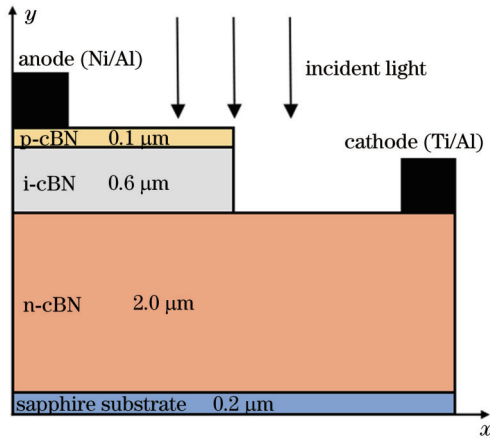 y
anode (Ni/Al)
incident light
p-cBN 0.1 μm
cathode (Ti/Al)
i-cBN 0.6 μm
n-cBN 2.0 μm
sapphire substrate 0.2 μm
x